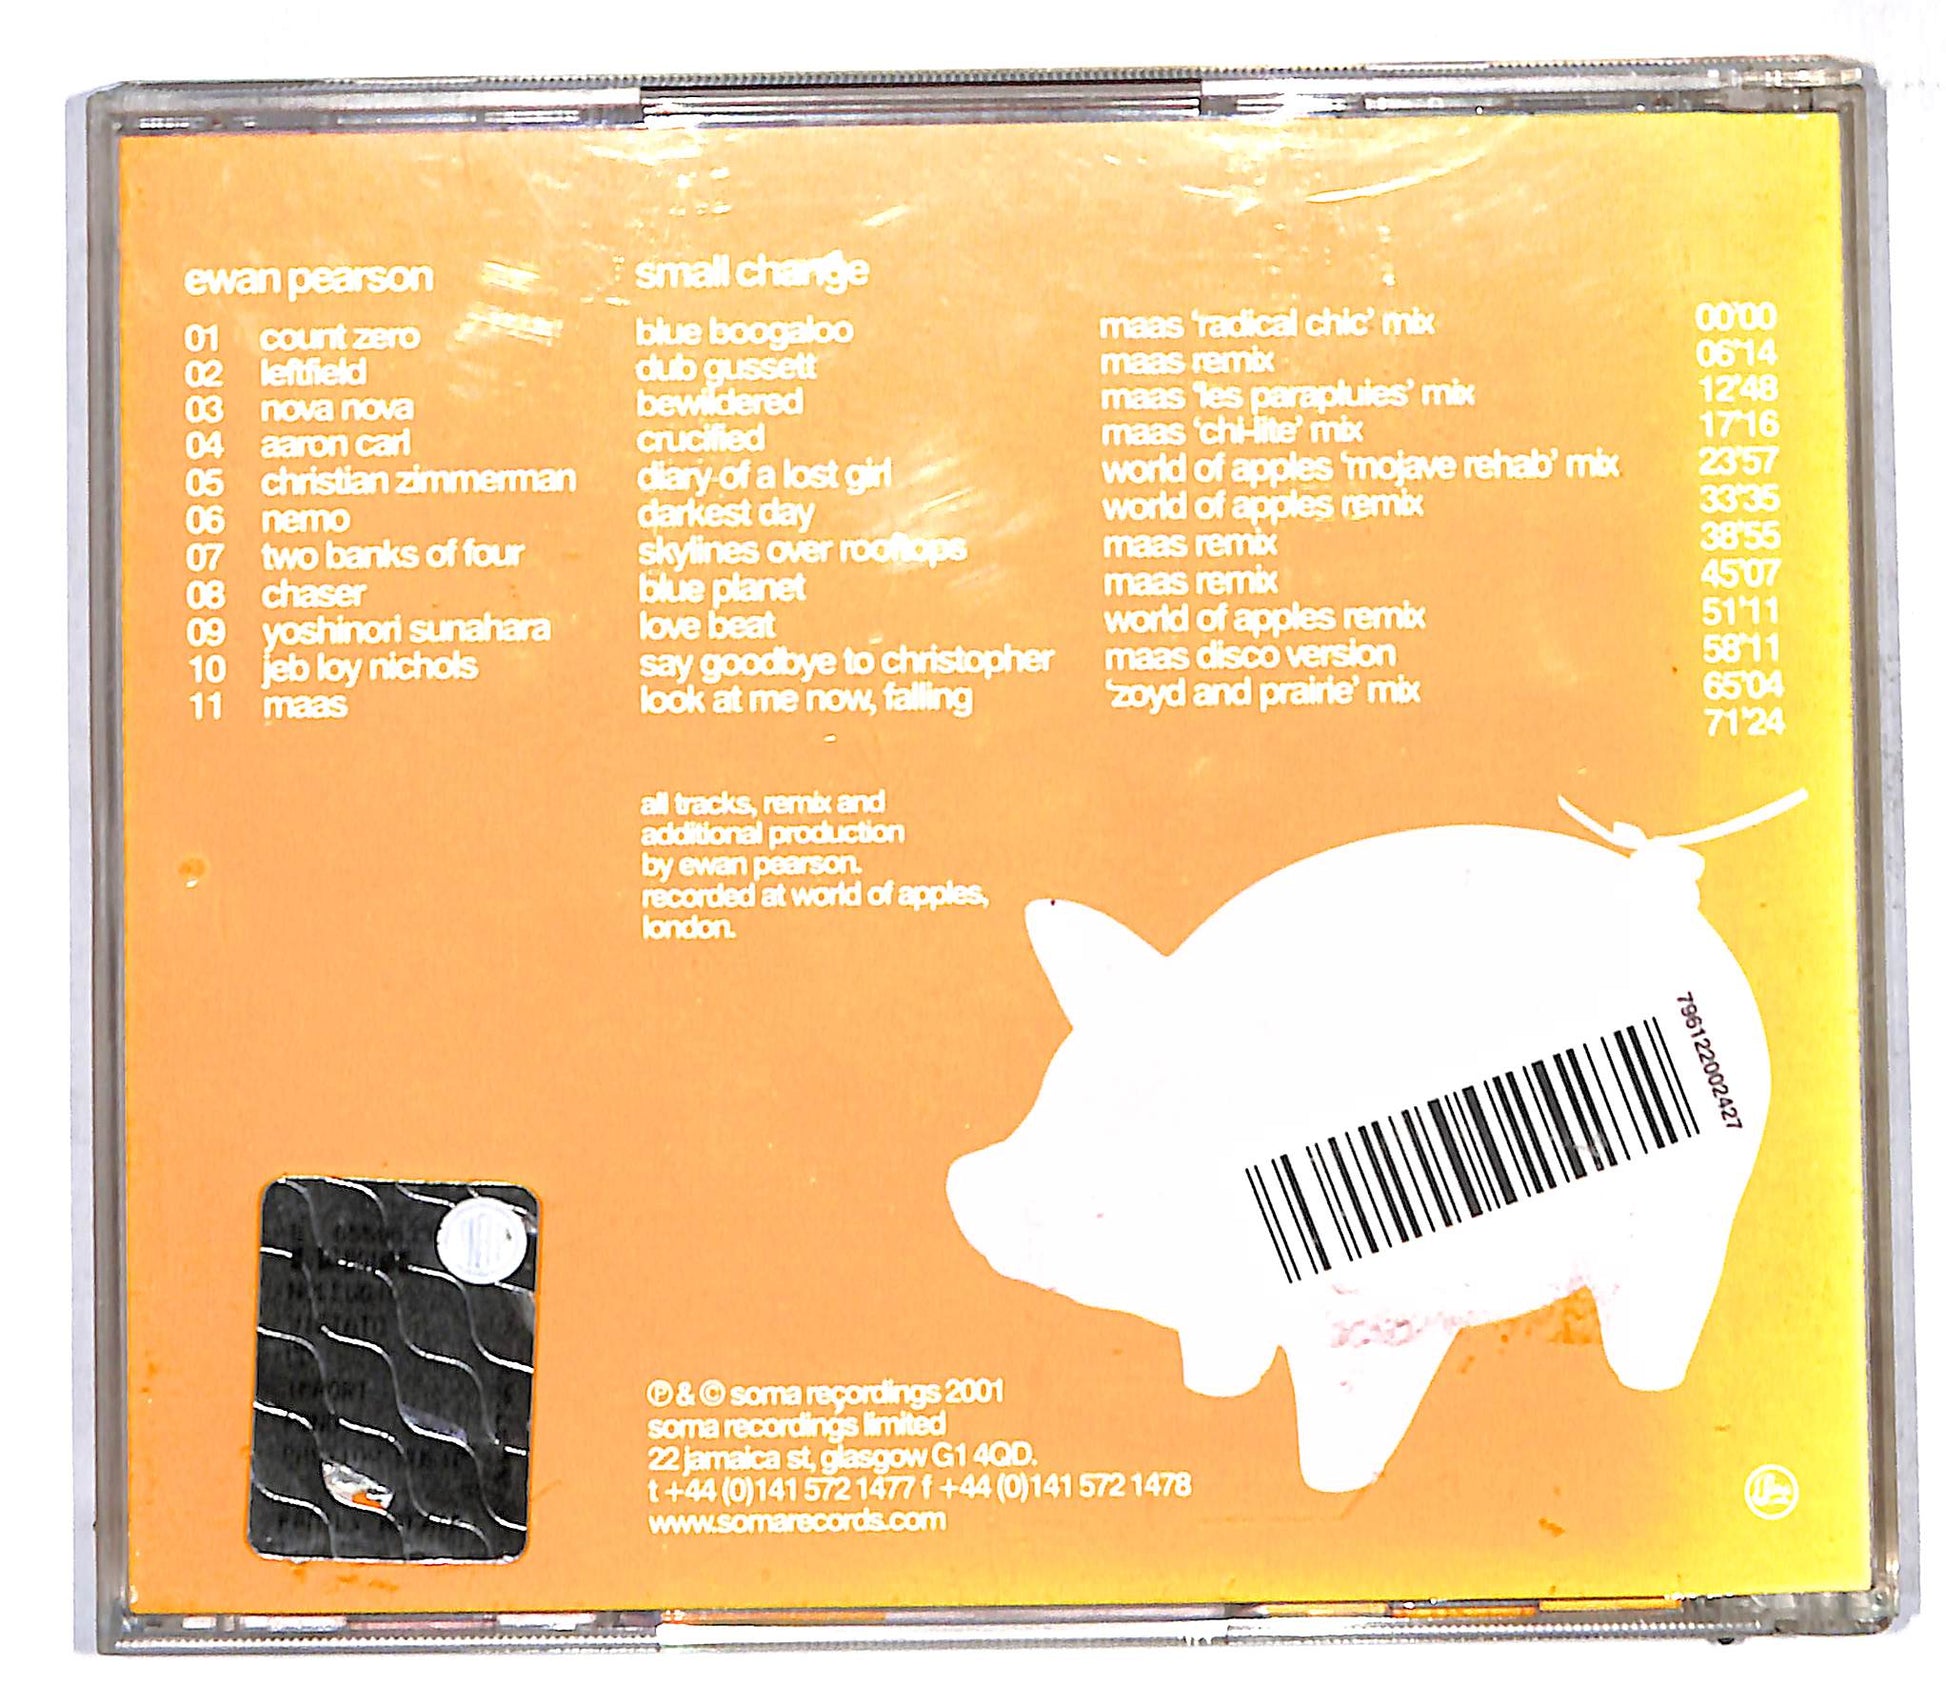 ewan pearson small change
01 count zero blue boogaloo maas 'radical chic' mix 00'00
02 leftfield dub gussett maas remix 06'14
03 nova nova bewildered maas 'les parapluies' mix 12'48
04 aaron carl crucified maas 'chi-lite' mix 17'16
05 christian zimmerman diary of a lost girl world of apples 'mojave rehab' mix 23'57
06 nemo darkest day world of apples remix 33'35
07 two banks of four skylines over rooftops maas remix 38'55
08 chaser blue planet maas remix 45'07
09 yoshinori sunahara love beat world of apples remix 51'11
10 jeb loy nichols say goodbye to christopher maas disco version 58'11
11 maas look at me now, falling 'zoyd and prairie' mix 65'04
71'24
all tracks, remix and
additional production
by ewan pearson.
recorded at world of apples,
london.
796122002427
℗ & © soma recordings 2001
soma recordings limited
22 jamaica st, glasgow G1 4QD.
t +44 (0)141 572 1477 f +44 (0)141 572 1478
www.somarecords.com